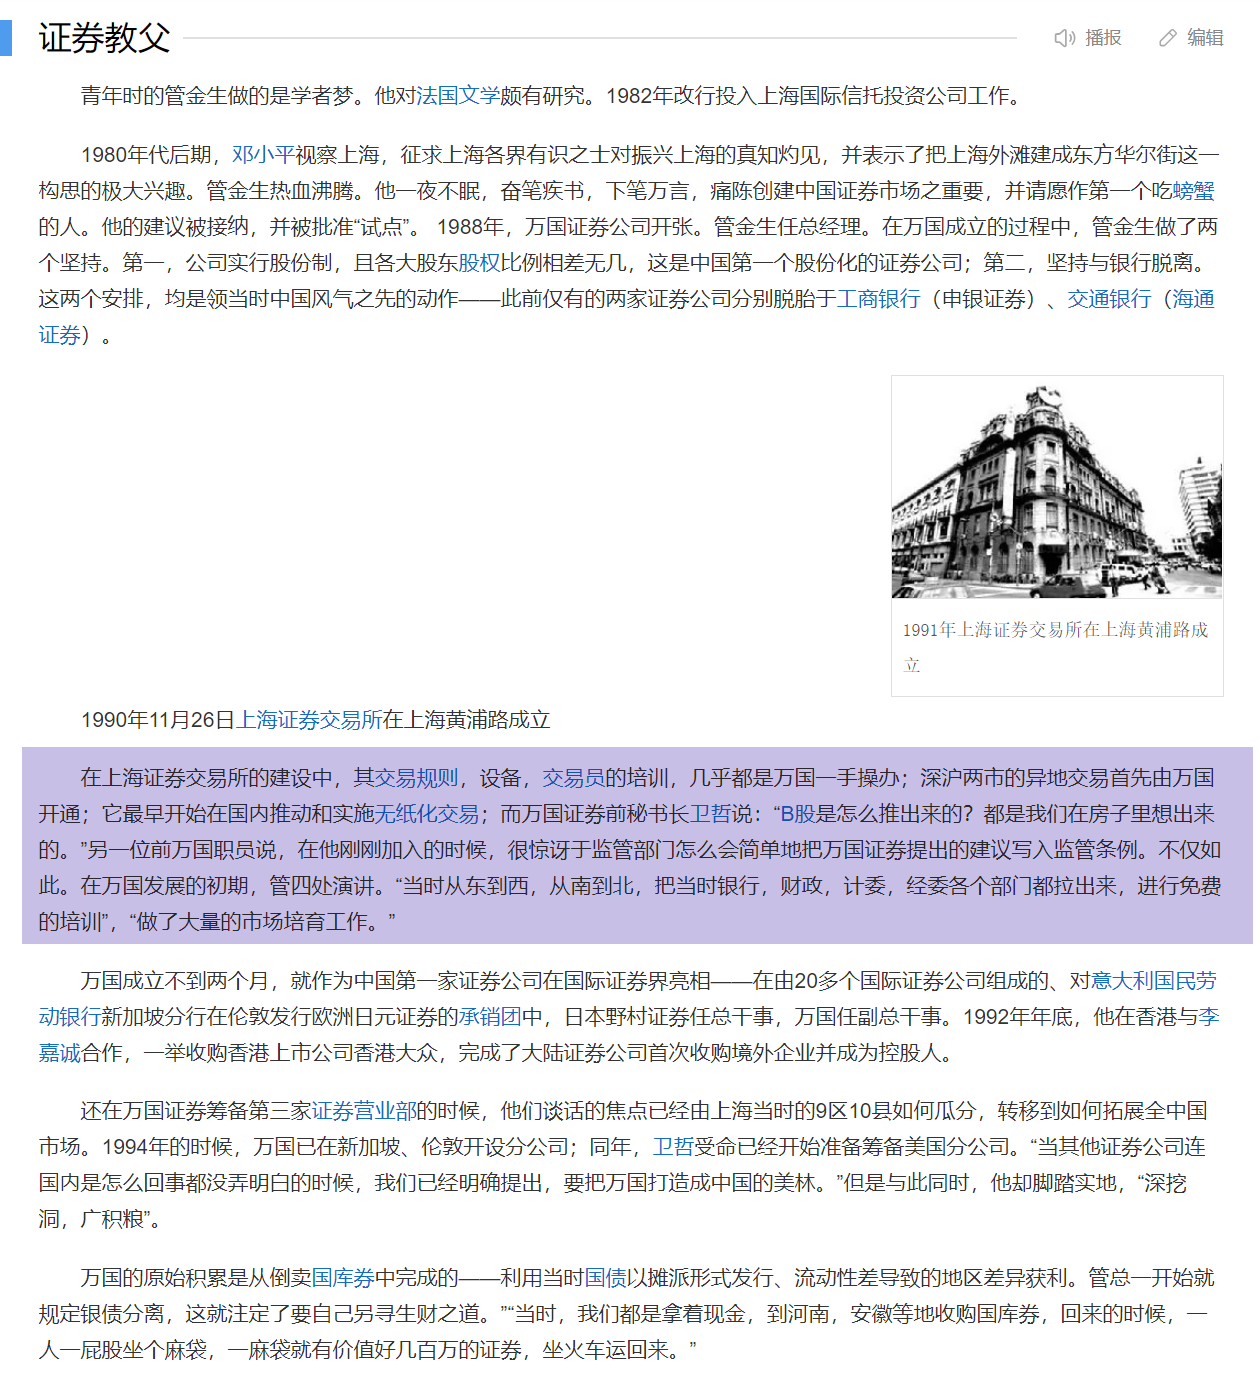 证券教父
播报
编辑
青年时的管金生做的是学者梦。他对法国文学颇有研究。1982年改行投入上海国际信托投资公司工作。
1980年代后期，邓小平视察上海，征求上海各界有识之士对振兴上海的真知灼见，并表示了把上海外滩建成东方华尔街这一
构思的极大兴趣。管金生热血沸腾。他一夜不眠，奋笔疾书，下笔万言，痛陈创建中国证券市场之重要，并请愿作第一个吃螃蟹
的人。他的建议被接纳，并被批准“试点”。 1988年，万国证券公司开张。管金生任总经理。在万国成立的过程中，管金生做了两
个坚持。第一，公司实行股份制，且各大股东股权比例相差无几，这是中国第一个股份化的证券公司；第二，坚持与银行脱离。
这两个安排，均是领当时中国风气之先的动作——此前仅有的两家证券公司分别脱胎于工商银行（申银证券）、交通银行（海通
证券）。
1991年上海证券交易所在上海黄浦路成
立
1990年11月26日上海证券交易所在上海黄浦路成立
在上海证券交易所的建设中，其交易规则，设备，交易员的培训，几乎都是万国一手操办；深沪两市的异地交易首先由万国
开通；它最早开始在国内推动和实施无纸化交易；而万国证券前秘书长卫哲说：“B股是怎么推出来的？都是我们在房子里想出来
的。”另一位前万国职员说，在他刚刚加入的时候，很惊讶于监管部门怎么会简单地把万国证券提出的建议写入监管条例。不仅如
此。在万国发展的初期，管四处演讲。“当时从东到西，从南到北，把当时银行，财政，计委，经委各个部门都拉出来，进行免费
的培训”，“做了大量的市场培育工作。”
万国成立不到两个月，就作为中国第一家证券公司在国际证券界亮相——在由20多个国际证券公司组成的、对意大利国民劳
动银行新加坡分行在伦敦发行欧洲日元证券的承销团中，日本野村证券任总干事，万国任副总干事。1992年年底，他在香港与李
嘉诚合作，一举收购香港上市公司香港大众，完成了大陆证券公司首次收购境外企业并成为控股人。
还在万国证券筹备第三家证券营业部的时候，他们谈话的焦点已经由上海当时的9区10县如何瓜分，转移到如何拓展全中国
市场。1994年的时候，万国已在新加坡、伦敦开设分公司；同年，卫哲受命已经开始准备筹备美国分公司。“当其他证券公司连
国内是怎么回事都没弄明白的时候，我们已经明确提出，要把万国打造成中国的美林。”但是与此同时，他却脚踏实地，“深挖
洞，广积粮”。
万国的原始积累是从倒卖国库券中完成的——利用当时国债以摊派形式发行、流动性差导致的地区差异获利。管总一开始就
规定银债分离，这就注定了要自己另寻生财之道。”“当时，我们都是拿着现金，到河南，安徽等地收购国库券，回来的时候，一
人一屁股坐个麻袋，一麻袋就有价值好几百万的证券，坐火车运回来。”